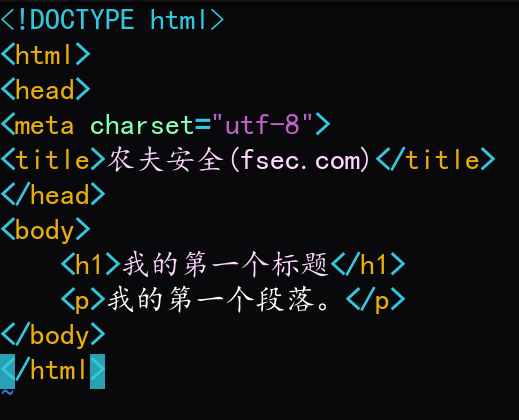 <!DOCTYPE html>
<html>
<head>
<meta charset="utf-8">
<title>农夫安全(fsec.com)</title>
</head>
<body>
    <h1>我的第一个标题</h1>
    <p>我的第一个段落。</p>
</body>
</html>
~